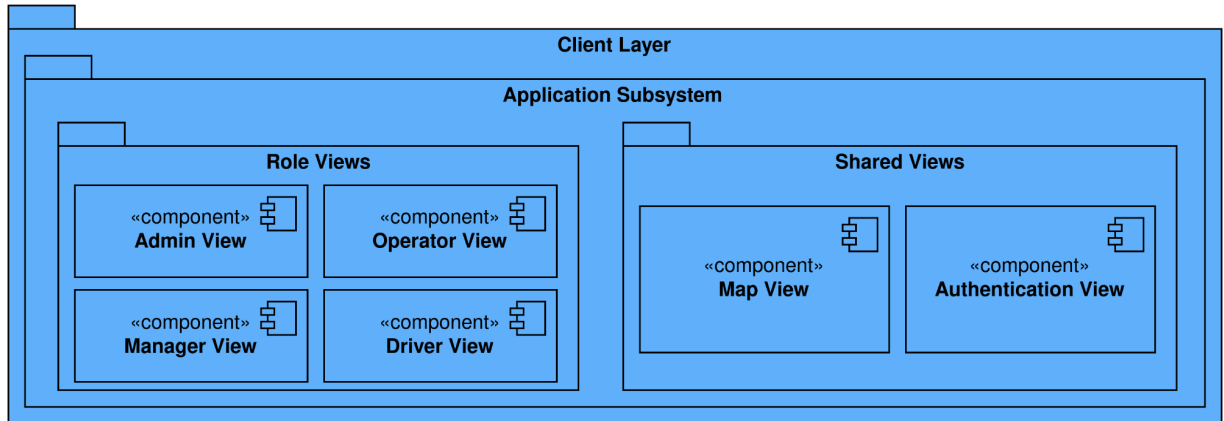 Client Layer
Application Subsystem
Role Views
«component»
Admin View
«component»
Operator View
«component»
Manager View
«component»
Driver View
Shared Views
«component»
Map View
«component»
Authentication View